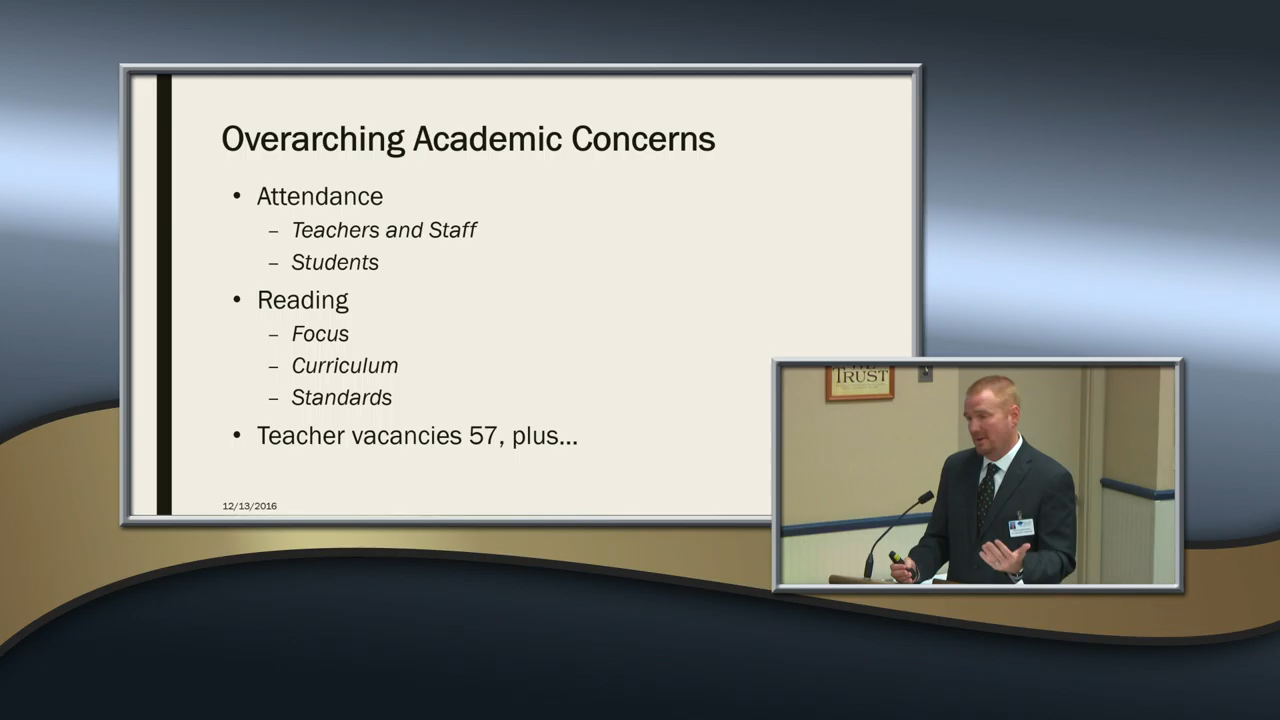 Overarching Academic Concerns
• Attendance
– Teachers and Staff
– Students
• Reading
– Focus
– Curriculum
– Standards
• Teacher vacancies 57, plus...
12/13/2016
TRUST